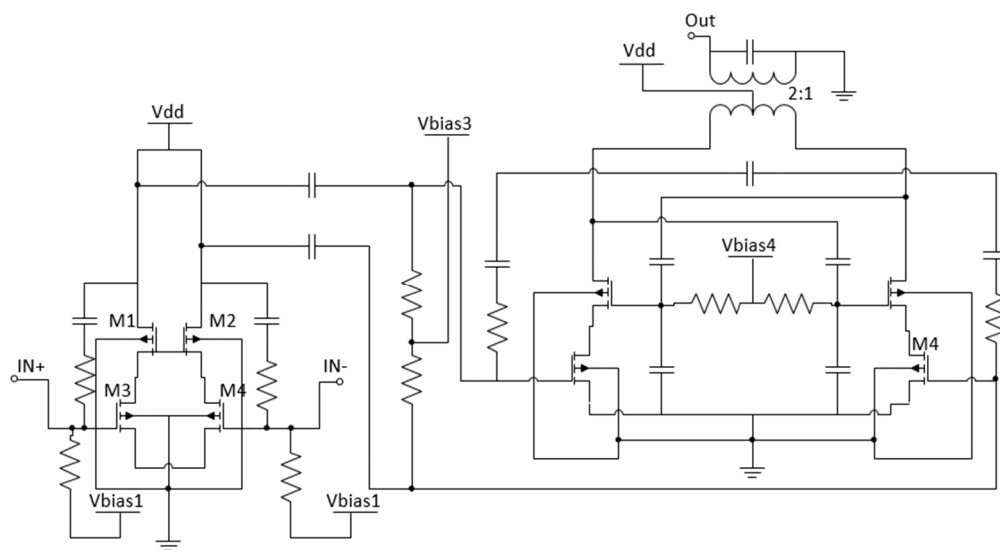 Out
Vdd
2:1
Vdd
Vbias3
Vbias4
M1
M2
M4
IN+
IN-
M3
M4
Vbias1
Vbias1